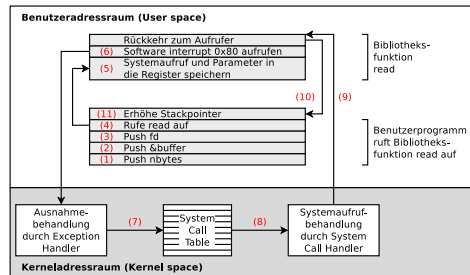 Benutzeradressraum (User space)
Rückkehr zum Aufrufer
(6) Software interrupt 0x80 aufrufen
(5) Systemaufruf und Parameter in
die Register speichern
Bibliotheks-
funktion
read
(10)
(9)
(11) Erhöhe Stackpointer
(4) Rufe read auf
(3) Push fd
(2) Push &buffer
(1) Push nbytes
Benutzerprogramm
ruft Bibliotheks-
funktion read auf
Ausnahme-
behandlung
durch Exception
Handler
(7)
System
Call
Table
(8)
Systemaufruf-
behandlung
durch System
Call Handler
Kerneladressraum (Kernel space)